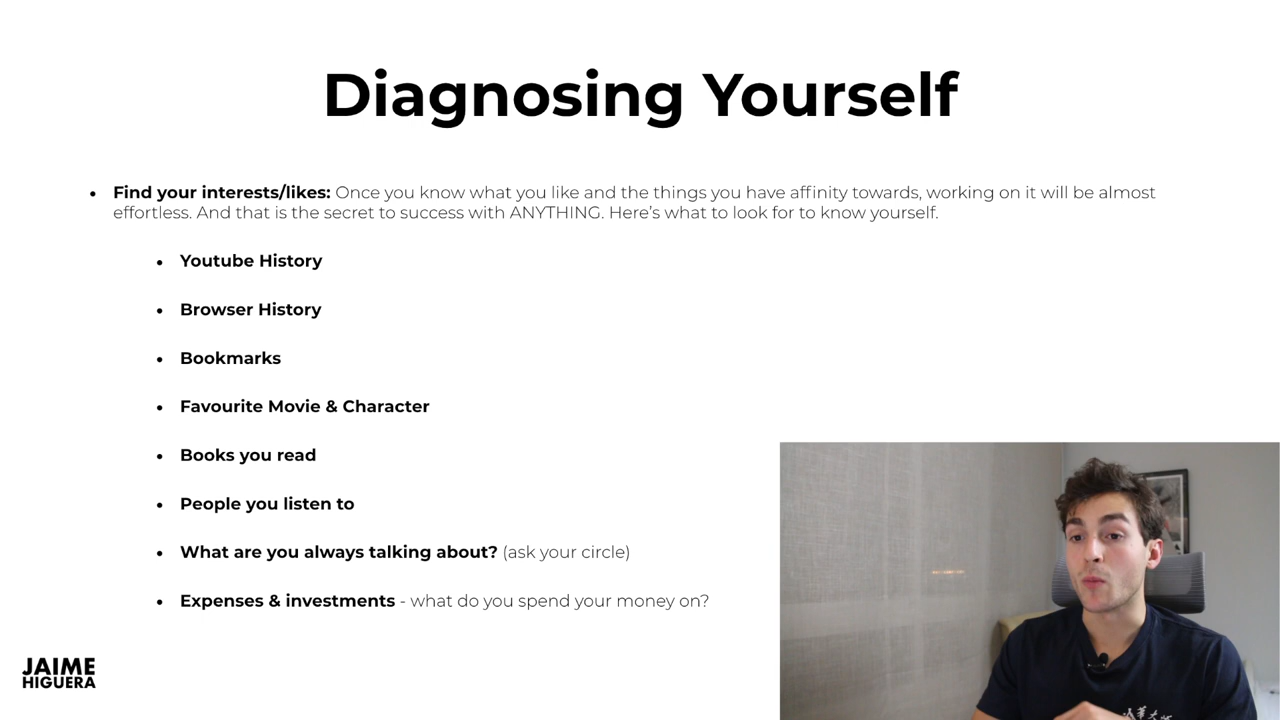 Diagnosing Yourself
• Find your interests/likes: Once you know what you like and the things you have affinity towards, working on it will be almost
effortless. And that is the secret to success with ANYTHING. Here's what to look for to know yourself.
• Youtube History
• Browser History
• Bookmarks
• Favourite Movie & Character
• Books you read
• People you listen to
• What are you always talking about? (ask your circle)
• Expenses & investments - what do you spend your money on?
JAIME
HIGUERA